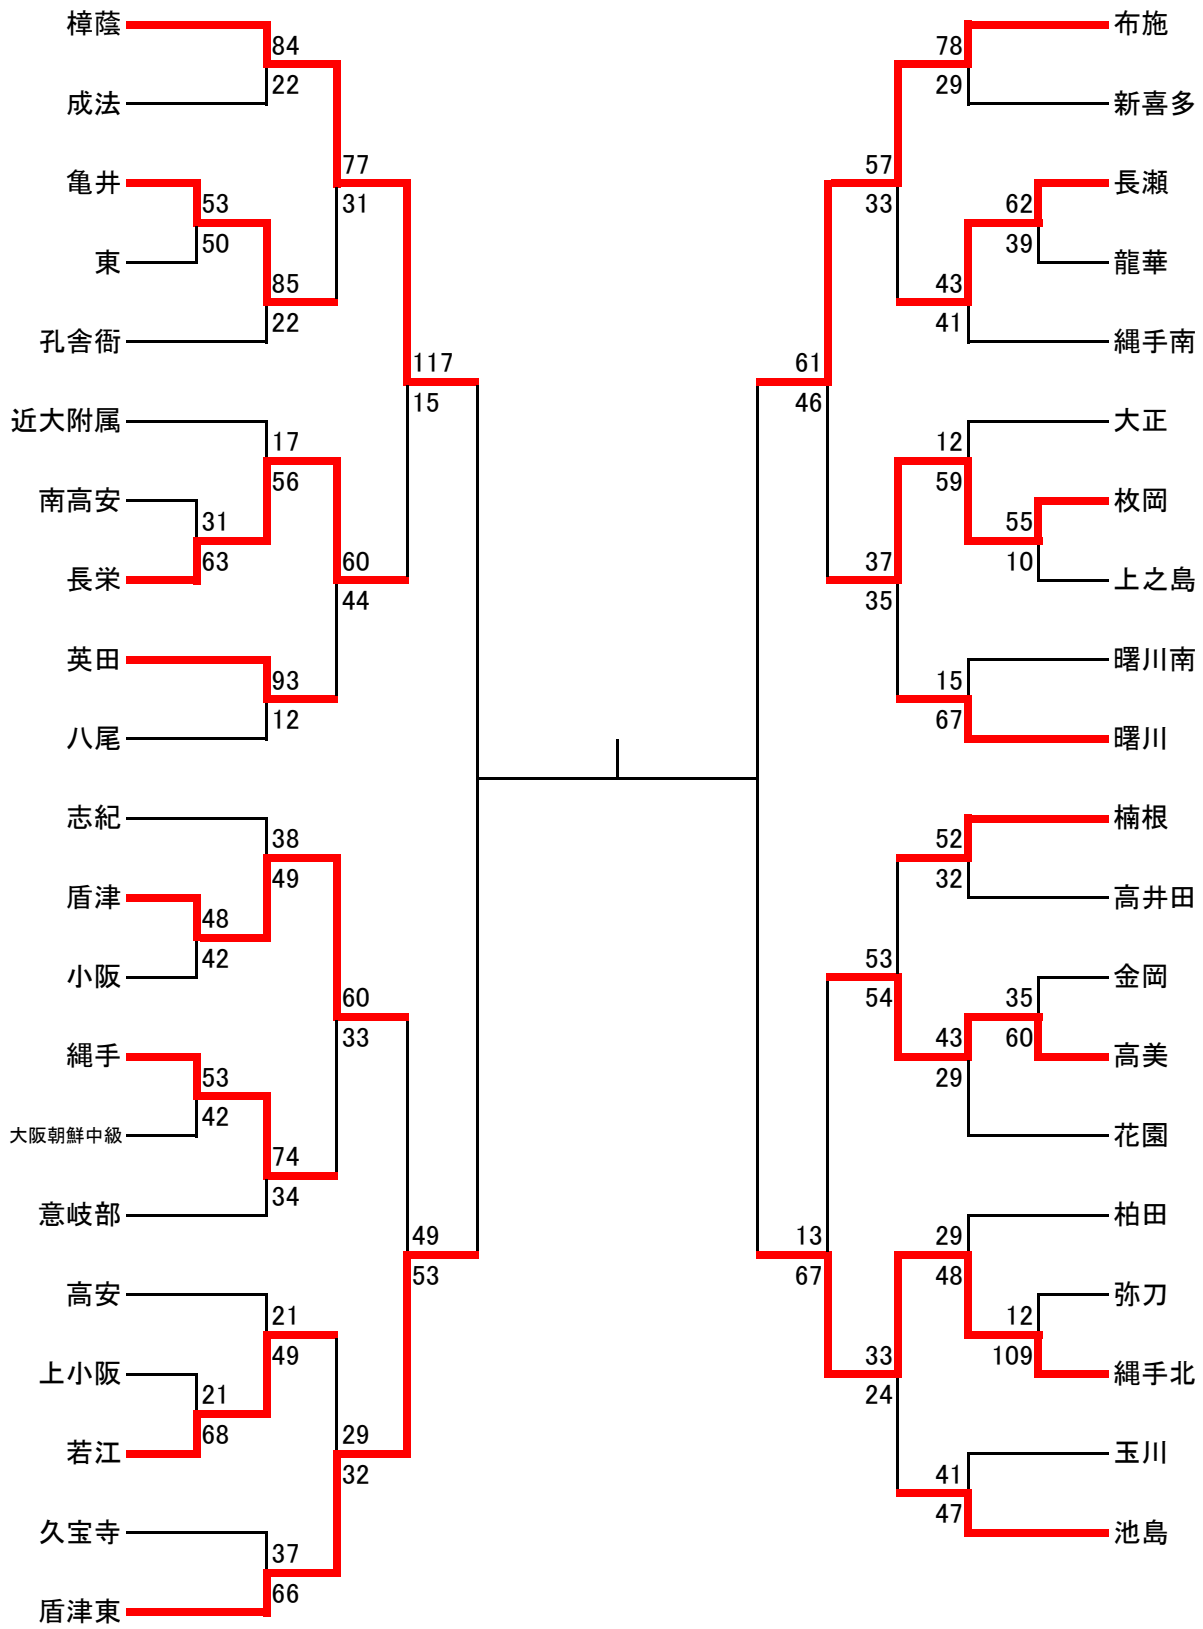 樟蔭
84
22
成法
亀井
53
50
東
85
22
孔舎衙
77
31
近大附属
17
56
南高安
31
63
長栄
60
44
英田
93
12
八尾
117
15
志紀
38
49
盾津
48
42
小阪
60
33
縄手
53
42
大阪朝鮮中級
74
34
意岐部
49
53
高安
21
49
上小阪
21
68
若江
29
32
久宝寺
37
66
盾津東
布施
78
29
新喜多
57
33
長瀬
62
39
龍華
43
41
縄手南
61
46
大正
12
59
枚岡
55
10
上之島
37
35
曙川南
15
67
曙川
楠根
52
32
高井田
53
54
金岡
35
60
高美
43
29
花園
13
67
柏田
29
48
弥刀
12
109
縄手北
33
24
玉川
41
47
池島